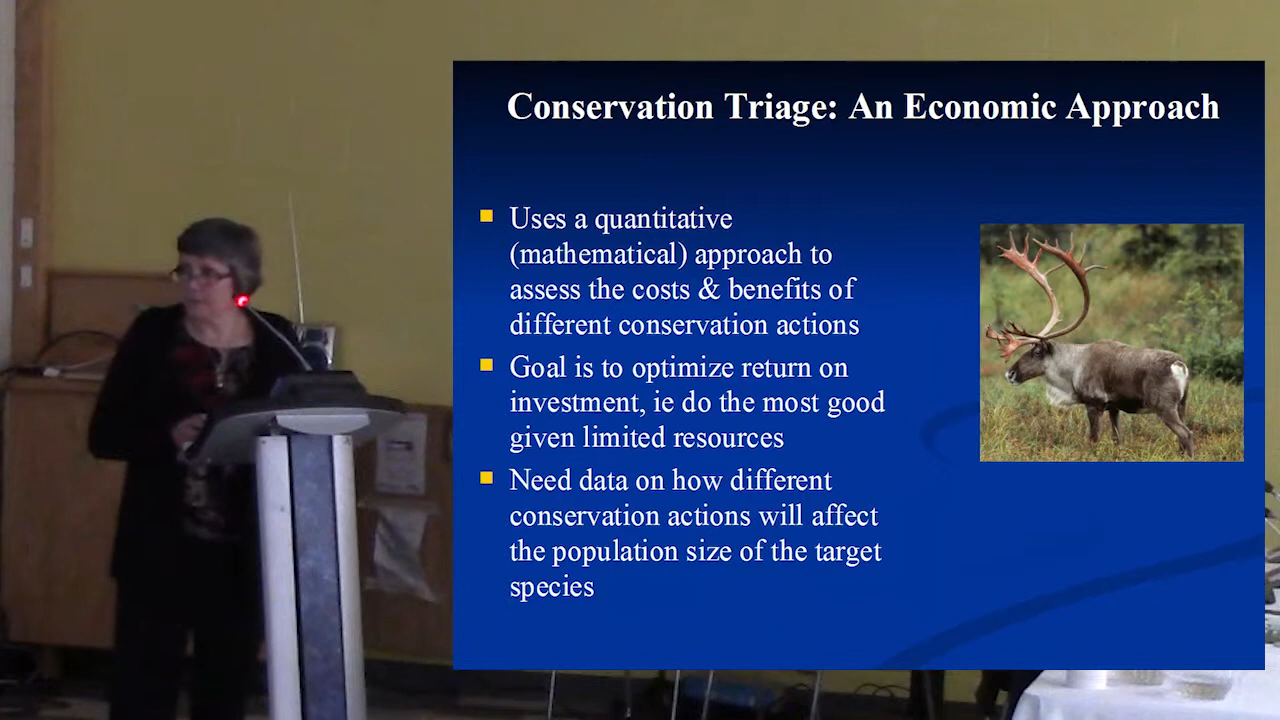 Conservation Triage: An Economic Approach
Uses a quantitative
(mathematical) approach to
assess the costs & benefits of
different conservation actions
Goal is to optimize return on
investment, ie do the most good
given limited resources
Need data on how different
conservation actions will affect
the population size of the target
species